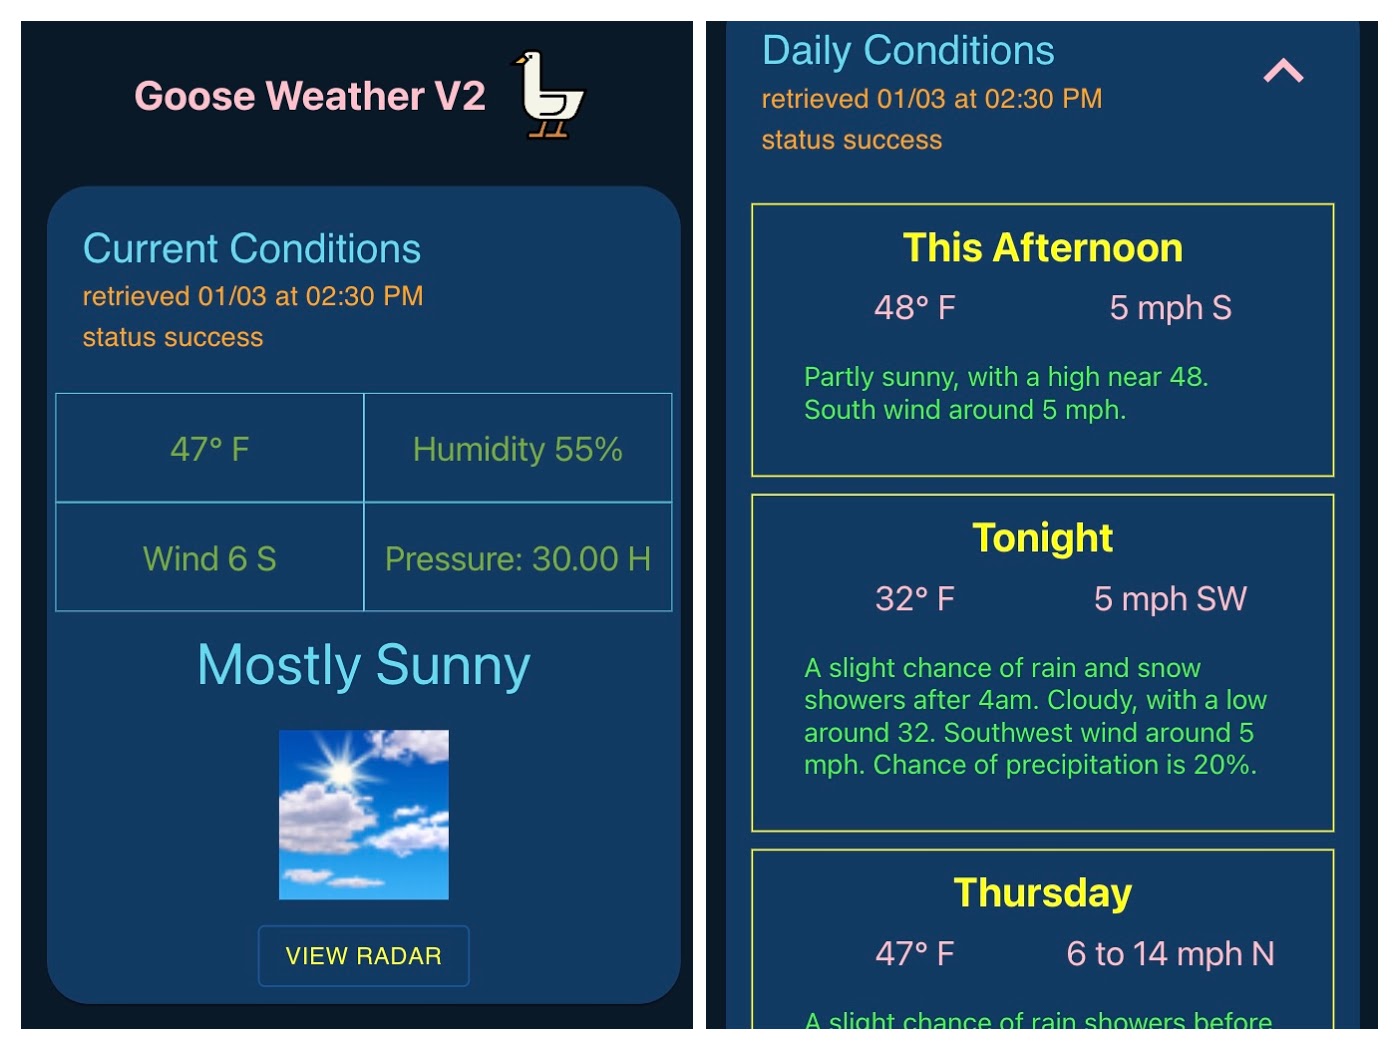 Goose Weather V2
Current Conditions
retrieved 01/03 at 02:30 PM
status success
47° F
Humidity 55%
Wind 6 S
Pressure: 30.00 H
Mostly Sunny
VIEW RADAR
Daily Conditions
retrieved 01/03 at 02:30 PM
status success
This Afternoon
48° F
5 mph S
Partly sunny, with a high near 48.
South wind around 5 mph.
Tonight
32° F
5 mph SW
A slight chance of rain and snow
showers after 4am. Cloudy, with a low
around 32. Southwest wind around 5
mph. Chance of precipitation is 20%.
Thursday
47° F
6 to 14 mph N
A slight chance of rain showers before